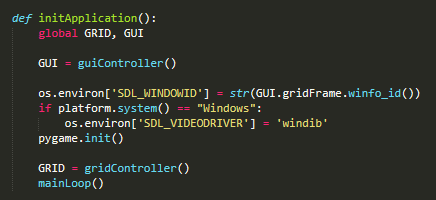 def initApplication():
    global GRID, GUI

    GUI = guiController()

    os.environ['SDL_WINDOWID'] = str(GUI.gridFrame.winfo_id())
    if platform.system() == "Windows":
        os.environ['SDL_VIDEODRIVER'] = 'windib'
    pygame.init()

    GRID = gridController()
    mainLoop()